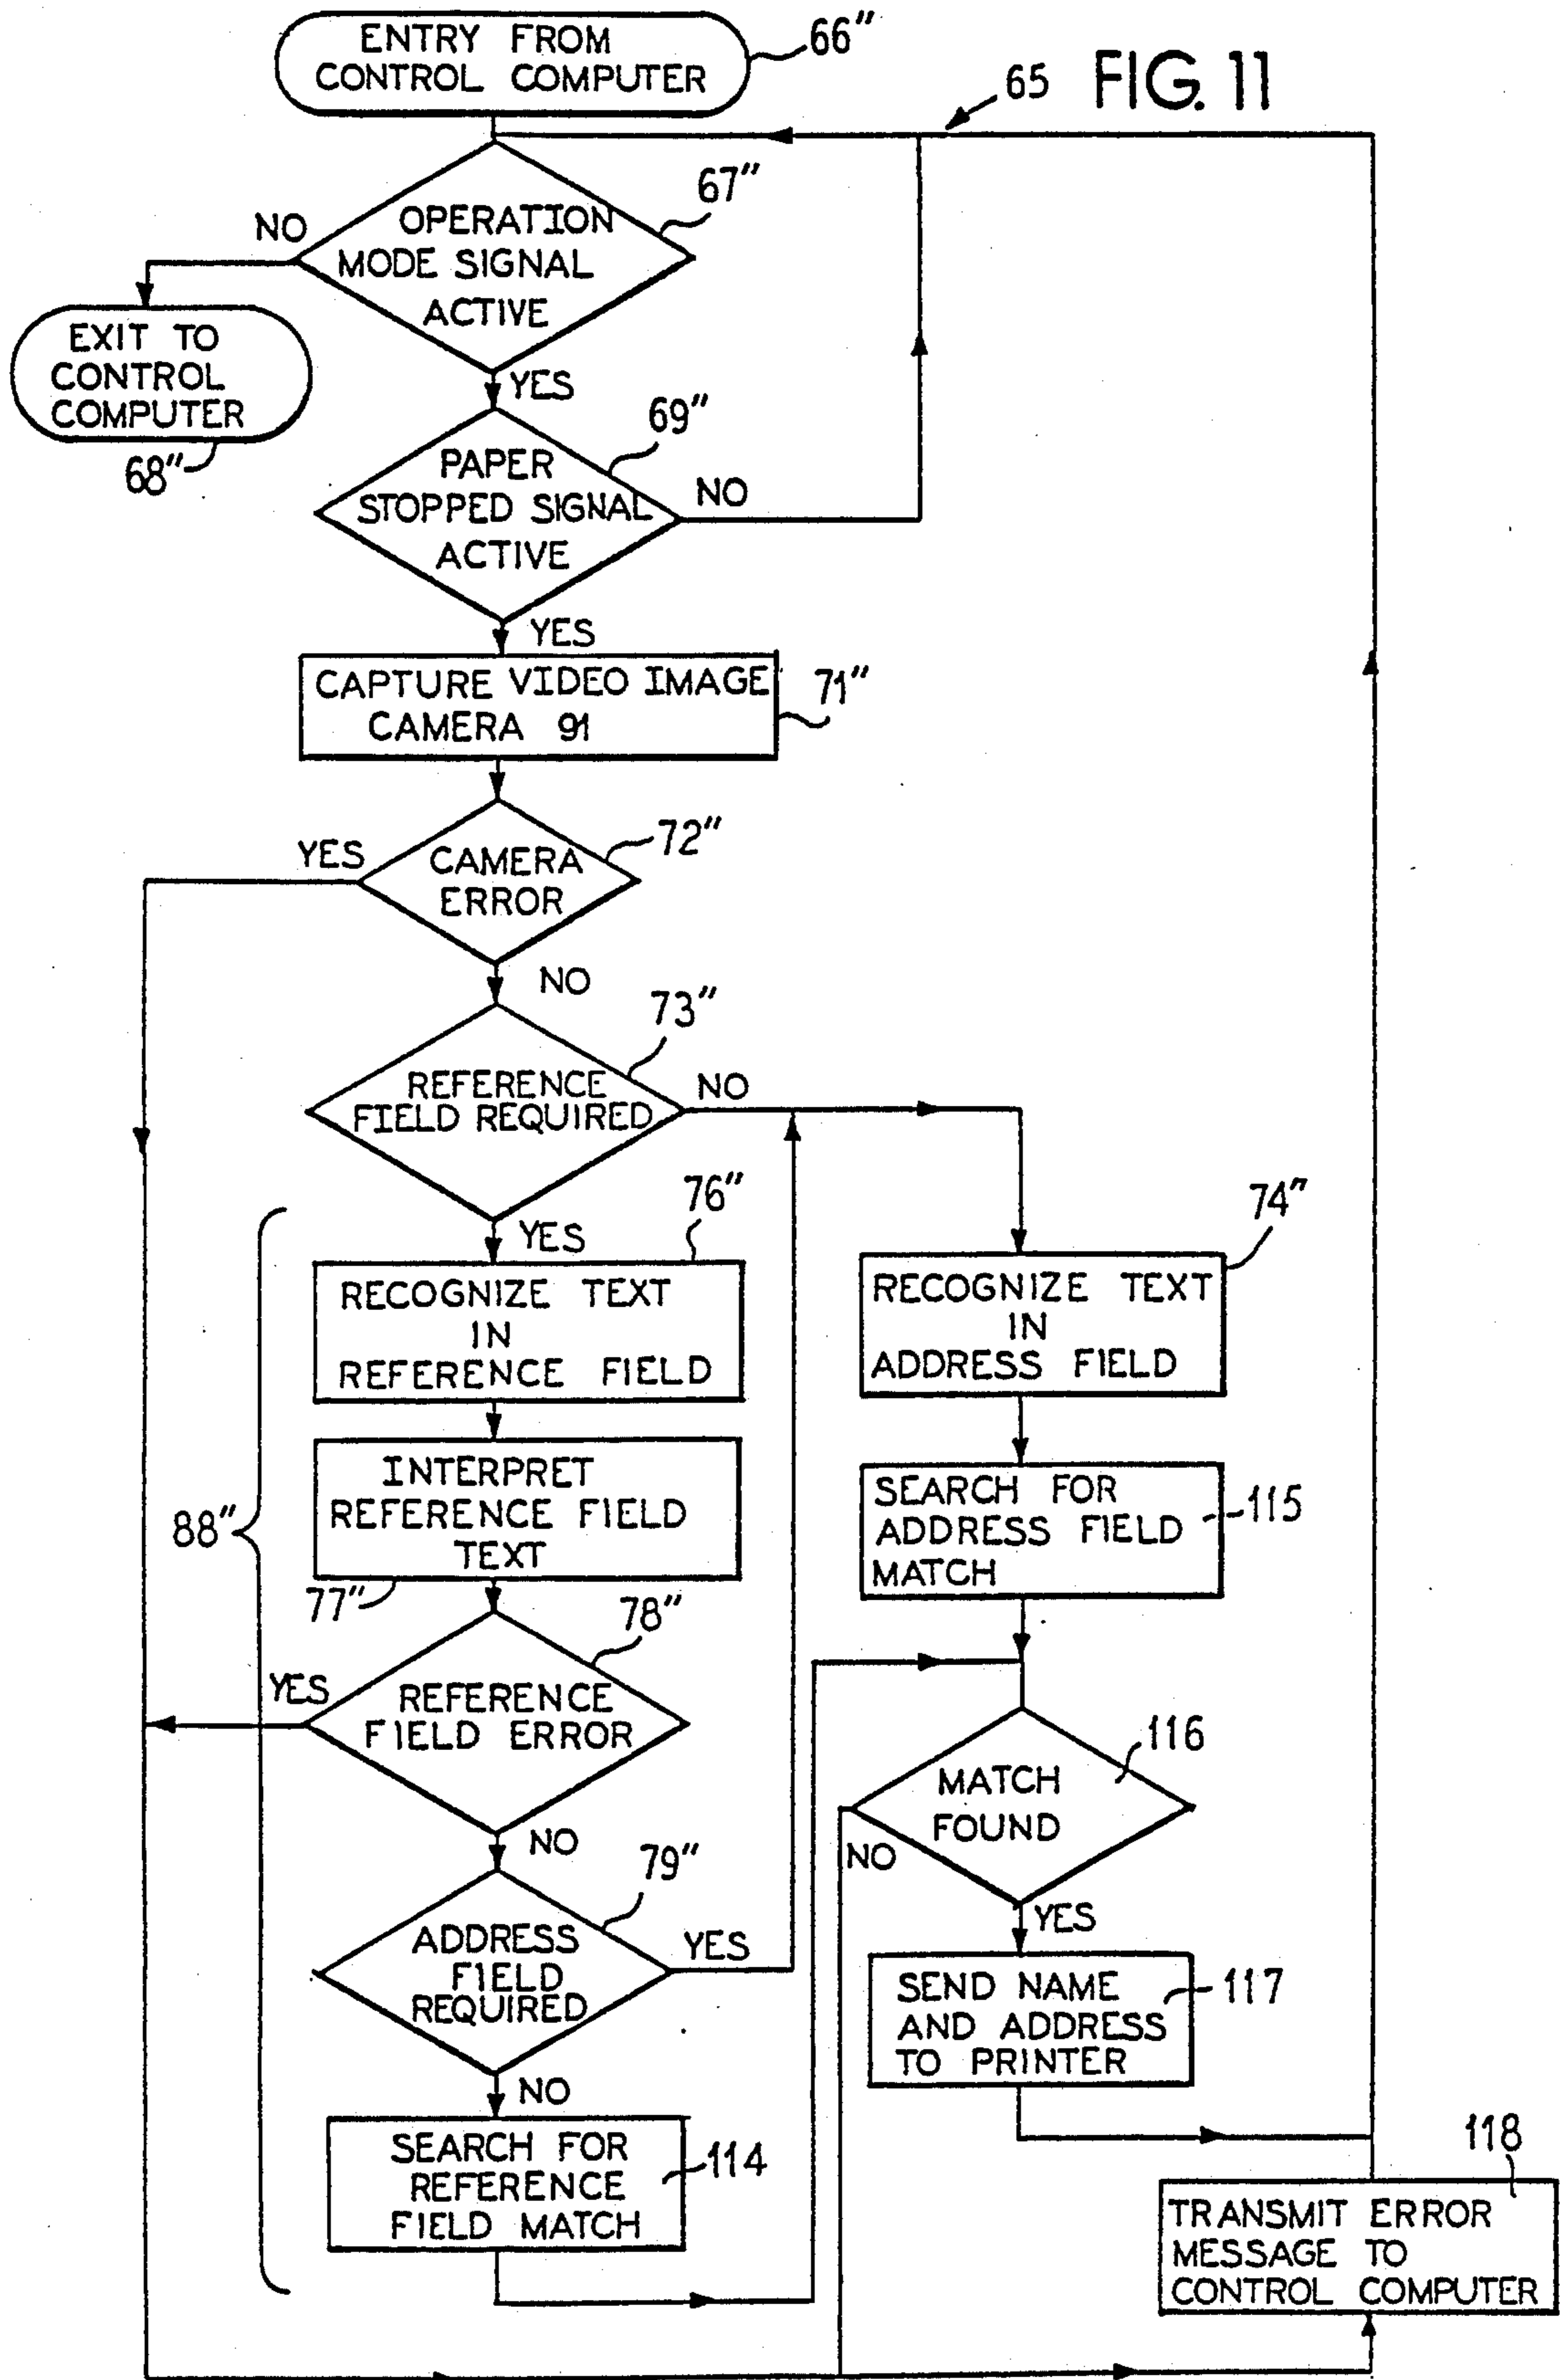 ENTRY FROM
CONTROL COMPUTER
66"
65
FIG. 11
67"
NO
OPERATION
MODE SIGNAL
ACTIVE
EXIT TO
CONTROL
COMPUTER
68"
YES
69"
PAPER
STOPPED SIGNAL
ACTIVE
NO
YES
CAPTURE VIDEO IMAGE
CAMERA 91
71"
72"
YES
CAMERA
ERROR
NO
73"
REFERENCE
FIELD REQUIRED
NO
76"
YES
74"
RECOGNIZE TEXT
IN
REFERENCE FIELD
RECOGNIZE TEXT
IN
ADDRESS FIELD
88"
INTERPRET
REFERENCE FIELD
TEXT
77"
SEARCH FOR
ADDRESS FIELD
MATCH
115
78"
YES
REFERENCE
FIELD ERROR
NO
116
MATCH
FOUND
NO
YES
79"
ADDRESS
FIELD
REQUIRED
YES
NO
SEND NAME
AND ADDRESS
TO PRINTER
117
SEARCH FOR
REFERENCE
FIELD MATCH
114
118
TRANSMIT ERROR
MESSAGE TO
CONTROL COMPUTER